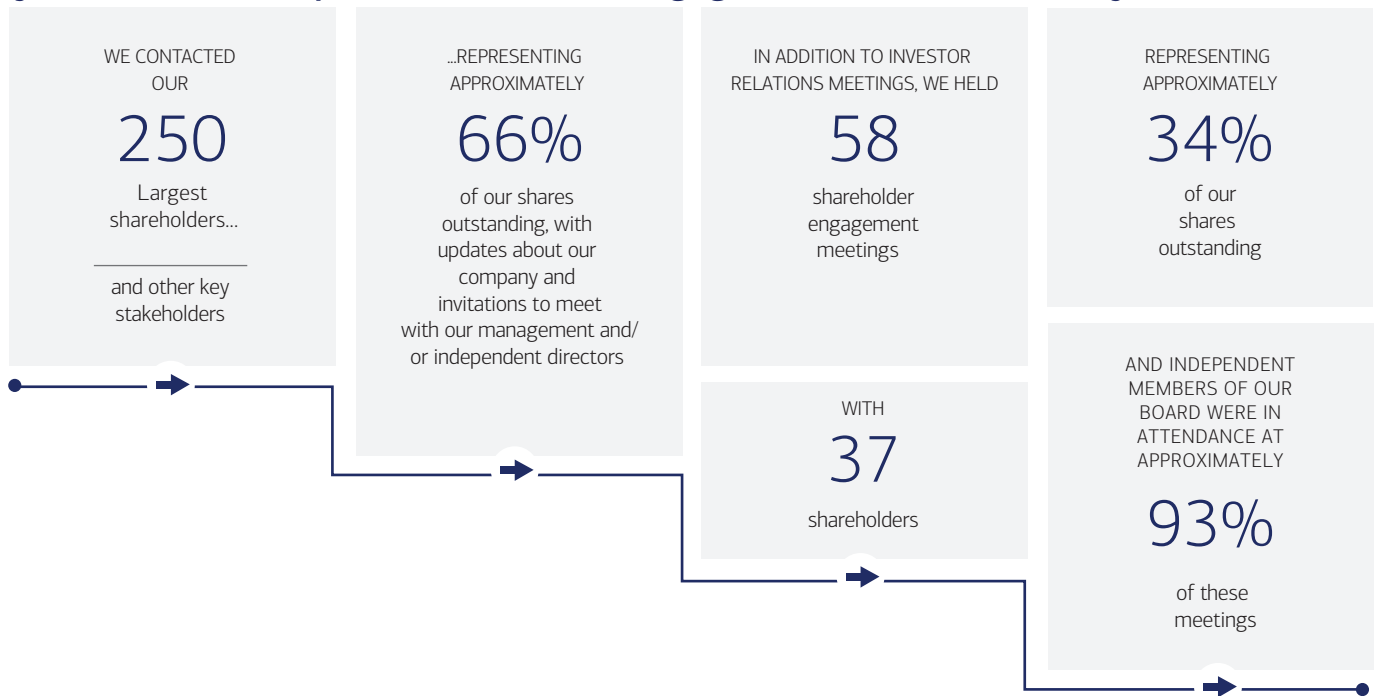 WE CONTACTED
OUR
250
Largest
shareholders...
and other key
stakeholders
...REPRESENTING
APPROXIMATELY
66%
of our shares
outstanding, with
updates about our
company and
invitations to meet
with our management and/
or independent directors
IN ADDITION TO INVESTOR
RELATIONS MEETINGS, WE HELD
58
shareholder
engagement
meetings
WITH
37
shareholders
REPRESENTING
APPROXIMATELY
34%
of our
shares
outstanding
AND INDEPENDENT
MEMBERS OF OUR
BOARD WERE IN
ATTENDANCE AT
APPROXIMATELY
93%
of these
meetings